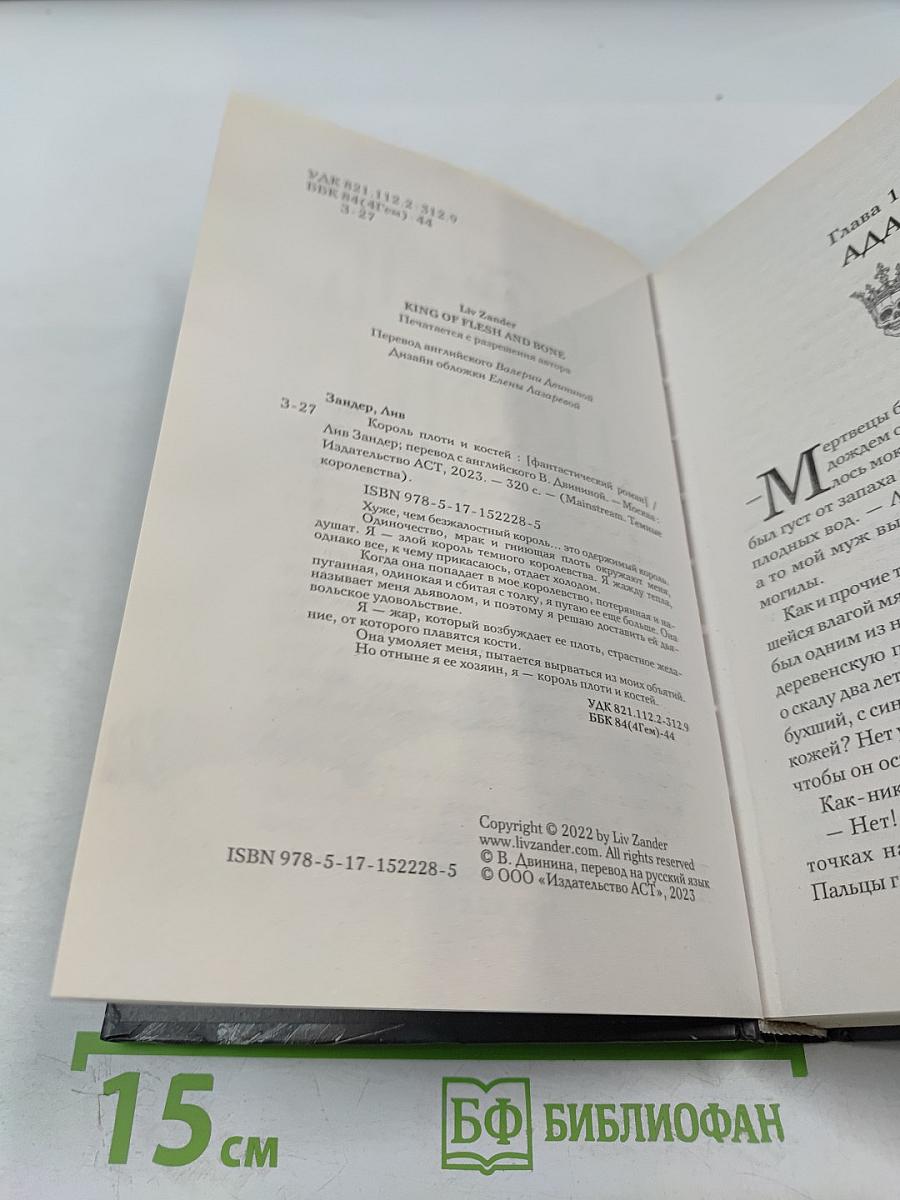 УДК 821.112.2-312.9
ББК 84(4Гем)-44
З-27
Liv Zander
KING OF FLESH AND BONE
Печатается с разрешения автора
Перевод английского Валерии Двининой
Дизайн обложки Елены Лазаревой
Зандер, Лив
З-27
Король плоти и костей : [фантастический роман] /
Лив Зандер; перевод с английского В. Двининой. — Москва :
Издательство АСТ, 2023. — 320 с. — (Mainstream. Темные
королевства).
ISBN 978-5-17-152228-5
Хуже, чем безжалостный король... это одержимый король.
Одиночество, мрак и гниющая плоть окружают меня,
душат. Я — злой король темного королевства. Я жажду тепла,
однако все, к чему прикасаюсь, отдает холодом.
Когда она попадает в мое королевство, потерянная и на-
пуганная, одинокая и сбитая с толку, я пугаю ее еще больше. Она
называет меня дьяволом, и поэтому я решаю доставить ей дья-
вольское удовольствие.
Я — жар, который возбуждает ее плоть, страстное жела-
ние, от которого плавятся кости.
Она умоляет меня, пытается вырваться из моих объятий.
Но отныне я ее хозяин, я — король плоти и костей.
УДК 821.112.2-312.9
ББК 84(4Гем)-44
Copyright © 2022 by Liv Zander
www.livzander.com. All rights reserved
© В. Двинина, перевод на русский язык
ISBN 978-5-17-152228-5
© ООО «Издательство АСТ», 2023
Глава 1
АДА
—Мертвецы б
дождем с
лось мок
был густ от запаха
плодных вод. — Л
а то мой муж вы
могилы.
Как и прочие т
шейся влагой мя
был одним из н
деревенскую п
о скалу два лет
бухший, с син
кожей? Нет у
чтобы он ос
Как-ник
— Нет!
точках на
Пальцы г
15 см
БФ БИБЛИОФАН